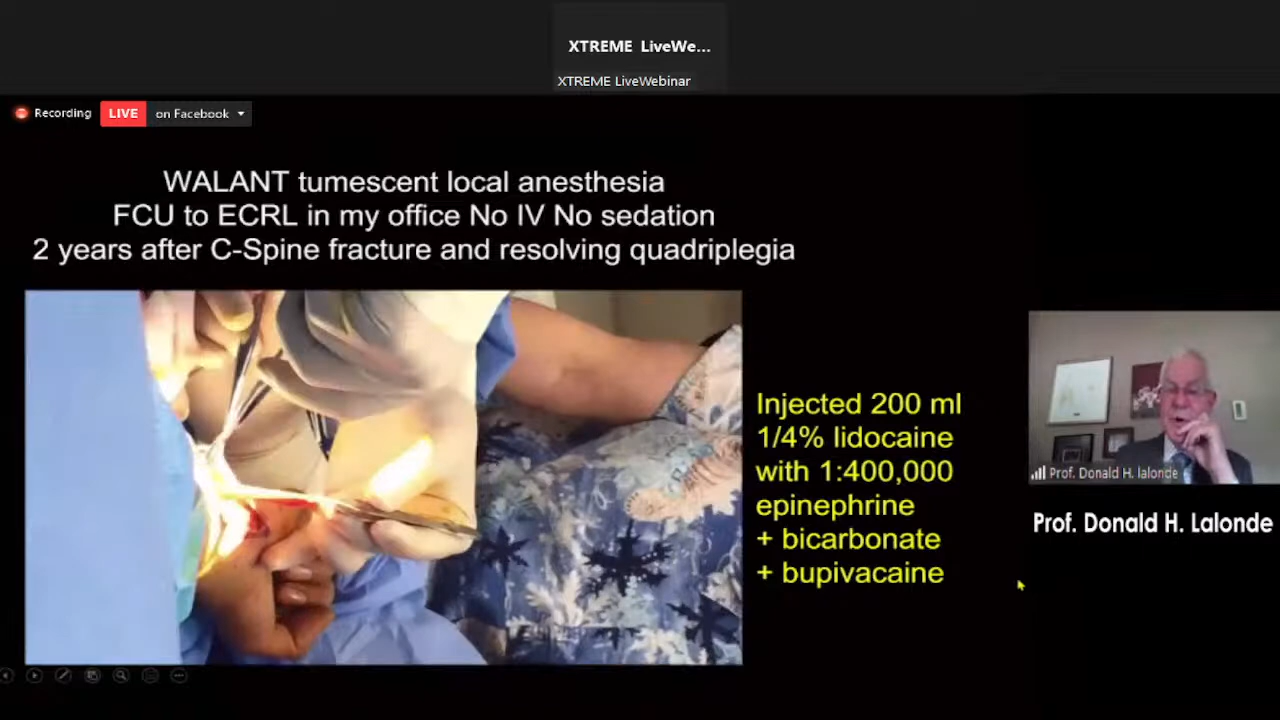 XTREME LiveWe...
XTREME LiveWebinar
Recording
LIVE
on Facebook
WALANT tumescent local anesthesia
FCU to ECRL in my office No IV No sedation
2 years after C-Spine fracture and resolving quadriplegia
Injected 200 ml
1/4% lidocaine
with 1:400,000
epinephrine
+ bicarbonate
+ bupivacaine
Prof. Donald H. lalonde
Prof. Donald H. Lalonde